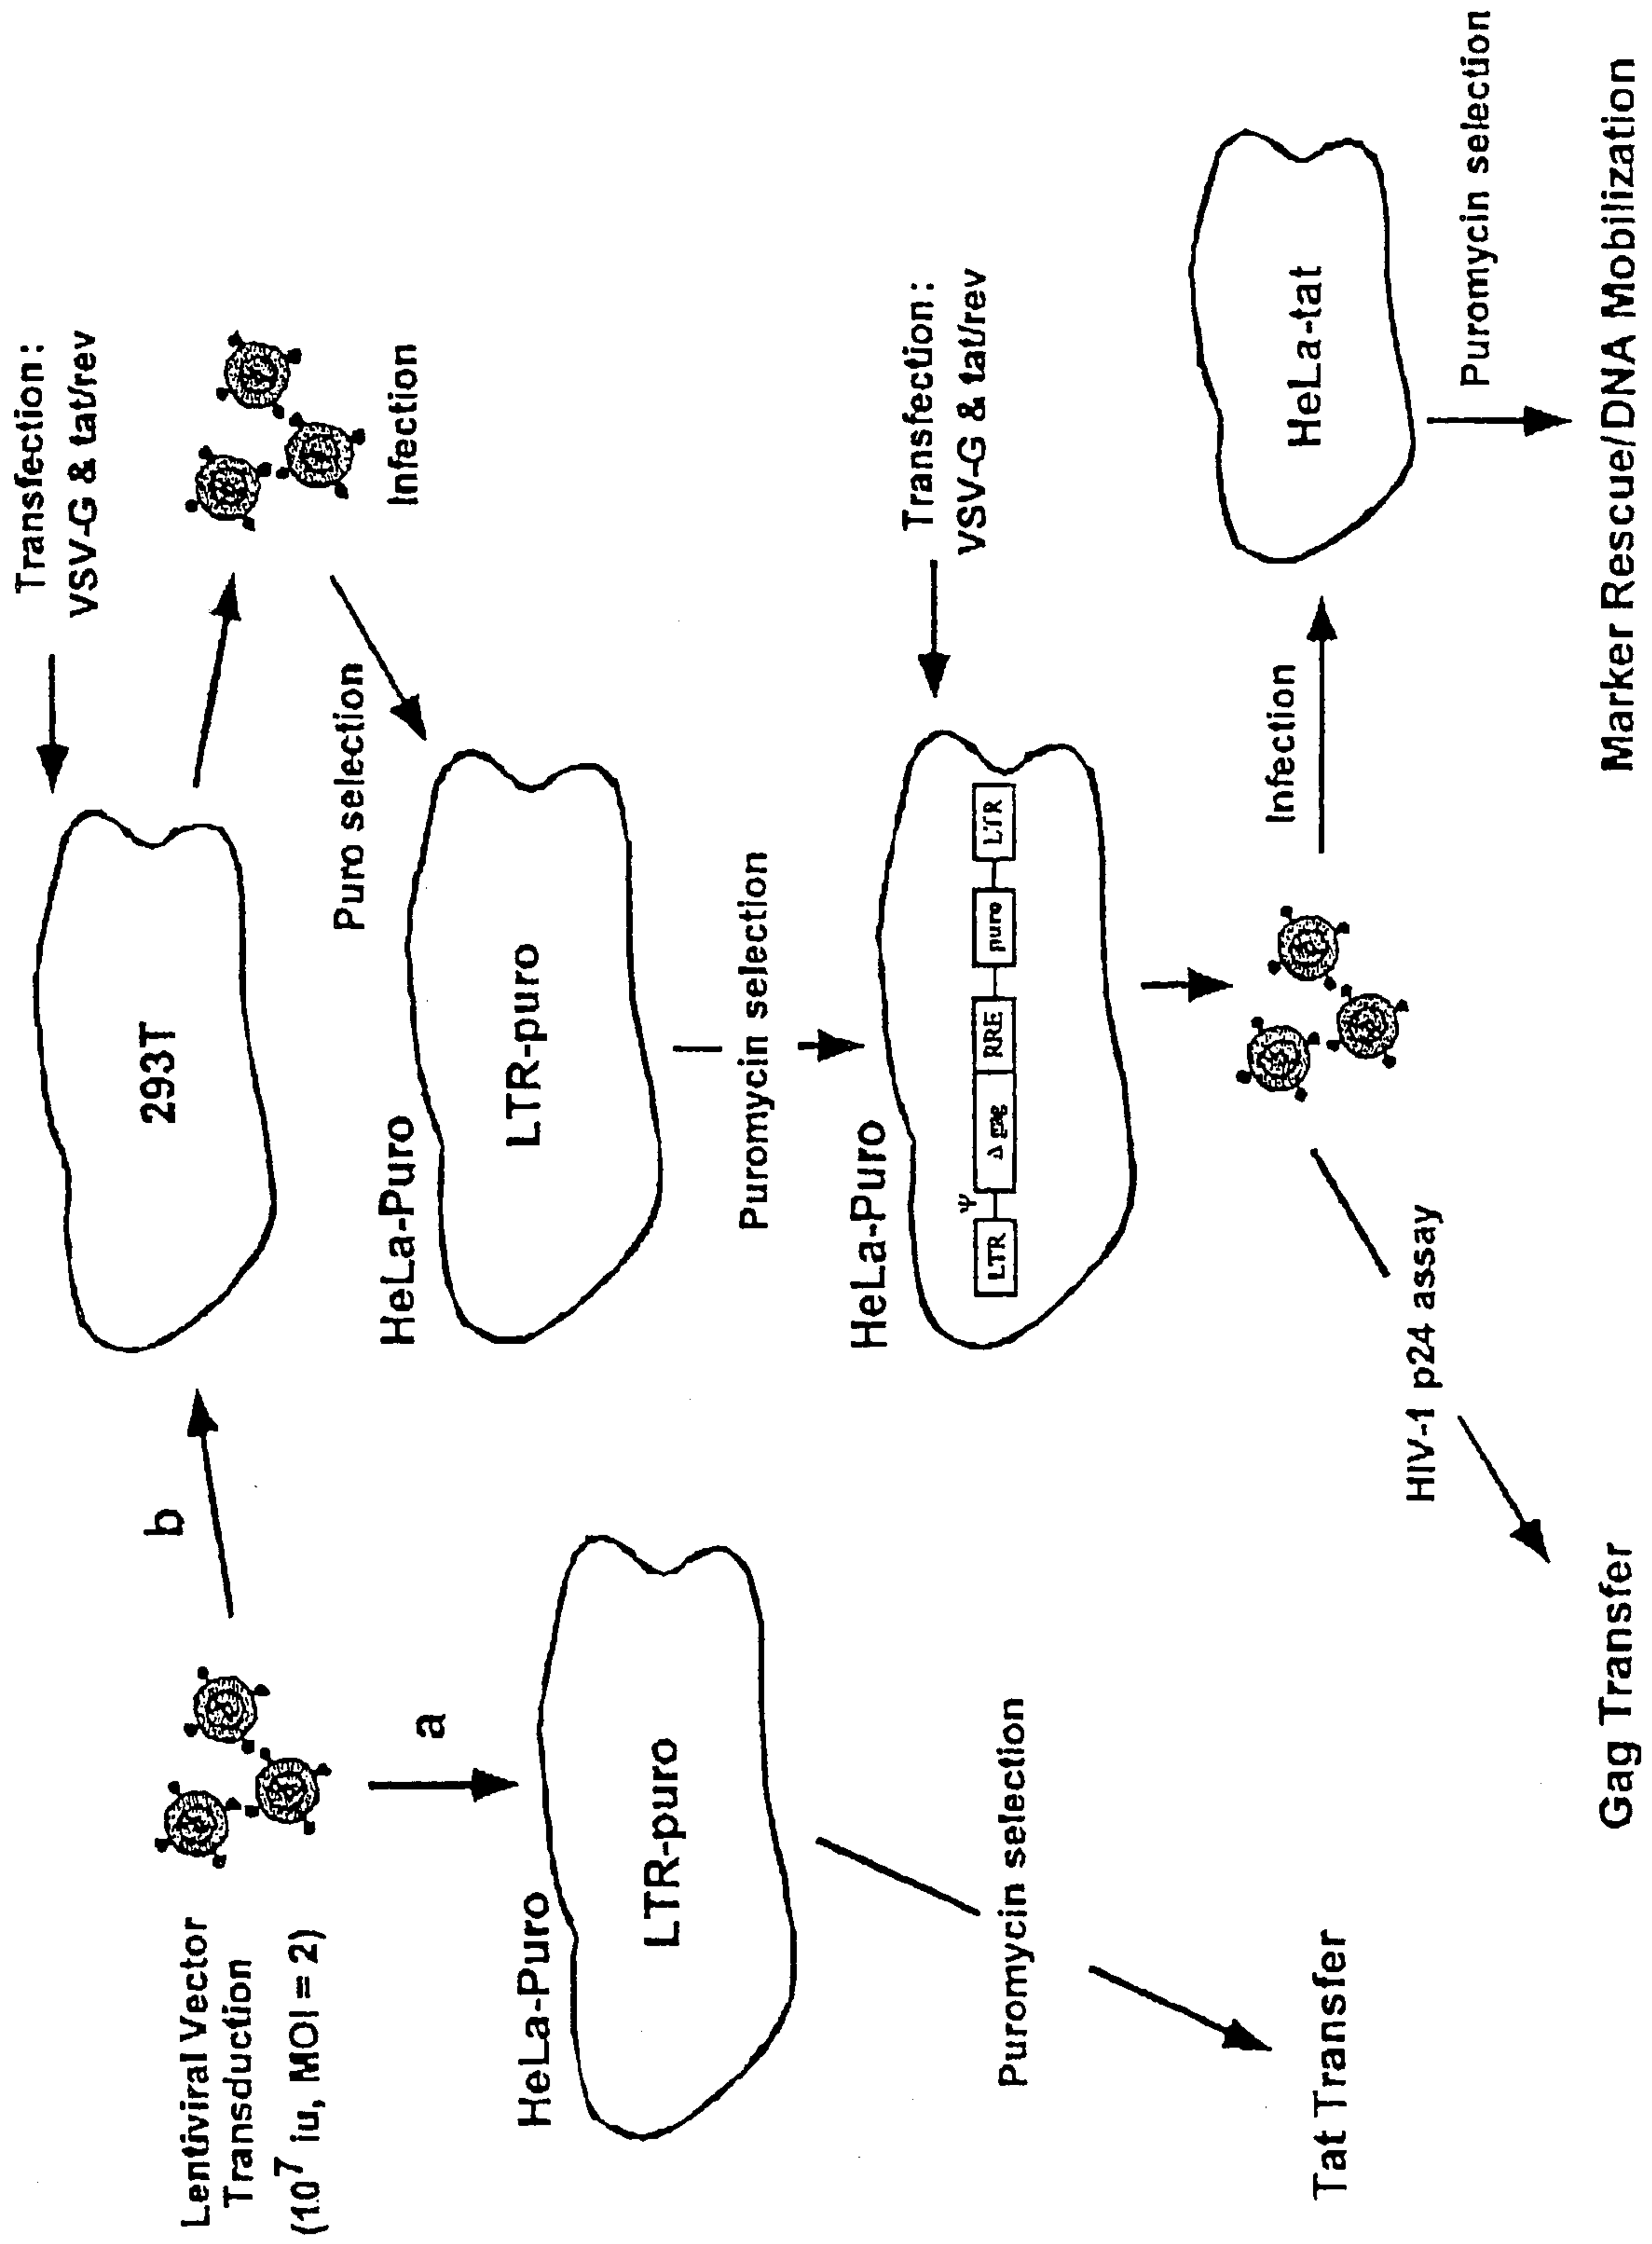 Lentiviral Vector
Transduction
(10⁷ iu, MOI = 2)
b
293T
Transfection:
VSV-G & tat/rev
Infection
a
HeLa-Puro
LTR-puro
Puromycin selection
Tat Transfer
Puro selection
HeLa-Puro
LTR-puro
Puromycin selection
HeLa-Puro
LTR
Ψ
Δ gag
RRE
puro
LTR
Transfection:
VSV-G & tat/rev
HIV-1 p24 assay
Gag Transfer
Infection
HeLa-tat
Puromycin selection
Marker Rescue/DNA Mobilization